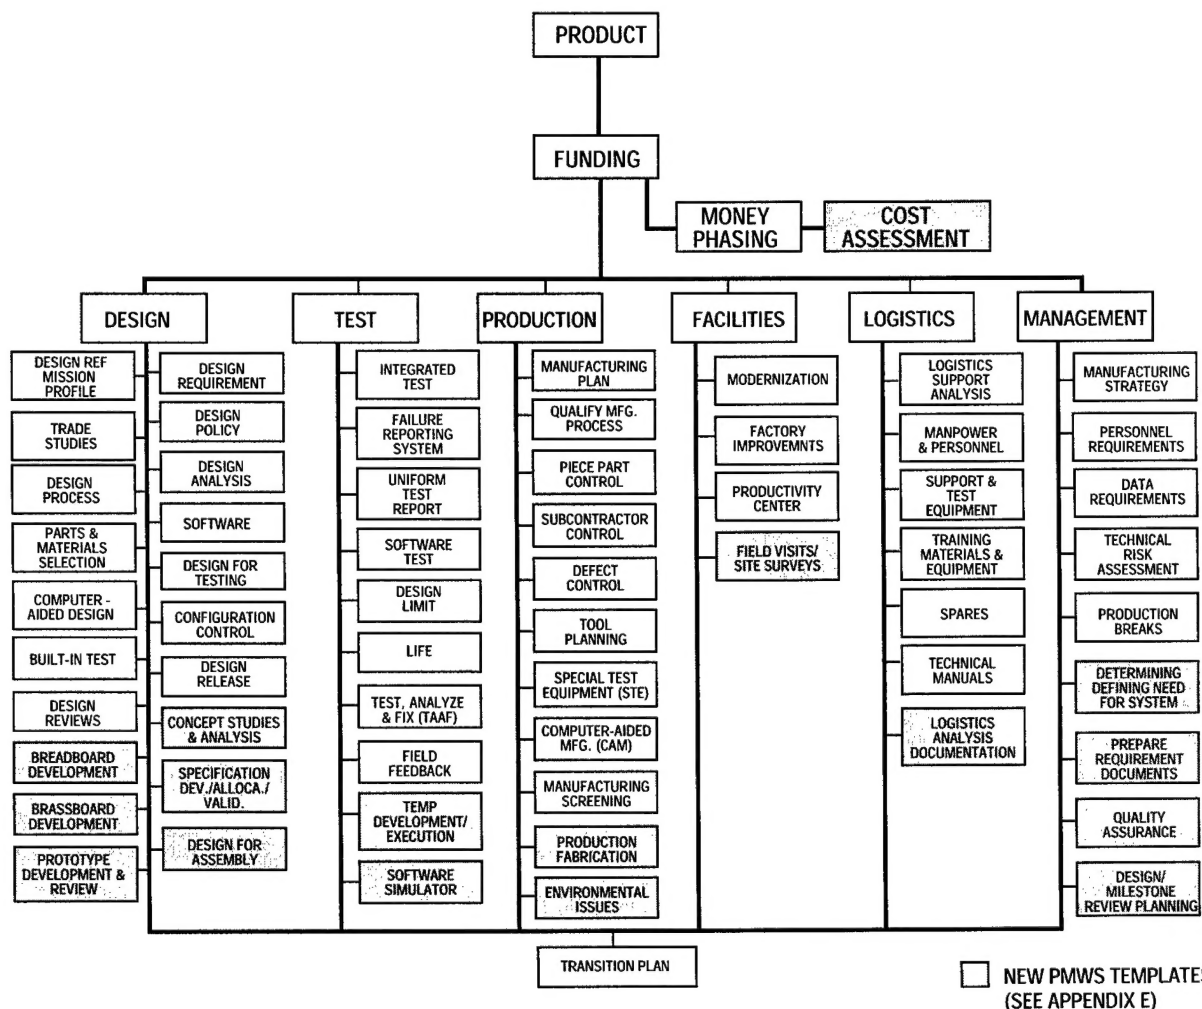 PRODUCT
FUNDING
MONEY
PHASING
COST
ASSESSMENT
DESIGN
TEST
PRODUCTION
FACILITIES
LOGISTICS
MANAGEMENT
DESIGN REF
MISSION
PROFILE
TRADE
STUDIES
DESIGN
PROCESS
PARTS &
MATERIALS
SELECTION
COMPUTER -
AIDED DESIGN
BUILT-IN TEST
DESIGN
REVIEWS
BREADBOARD
DEVELOPMENT
BRASSBOARD
DEVELOPMENT
PROTOTYPE
DEVELOPMENT &
REVIEW
DESIGN
REQUIREMENT
DESIGN
POLICY
DESIGN
ANALYSIS
SOFTWARE
DESIGN FOR
TESTING
CONFIGURATION
CONTROL
DESIGN
RELEASE
CONCEPT STUDIES
& ANALYSIS
SPECIFICATION
DEV./ALLOCA./
VALID.
DESIGN FOR
ASSEMBLY
INTEGRATED
TEST
FAILURE
REPORTING
SYSTEM
UNIFORM
TEST
REPORT
SOFTWARE
TEST
DESIGN
LIMIT
LIFE
TEST, ANALYZE
& FIX (TAAF)
FIELD
FEEDBACK
TEMP
DEVELOPMENT/
EXECUTION
SOFTWARE
SIMULATOR
MANUFACTURING
PLAN
QUALIFY MFG.
PROCESS
PIECE PART
CONTROL
SUBCONTRACTOR
CONTROL
DEFECT
CONTROL
TOOL
PLANNING
SPECIAL TEST
EQUIPMENT (STE)
COMPUTER-AIDED
MFG. (CAM)
MANUFACTURING
SCREENING
PRODUCTION
FABRICATION
ENVIRONMENTAL
ISSUES
MODERNIZATION
FACTORY
IMPROVEMNTS
PRODUCTIVITY
CENTER
FIELD VISITS/
SITE SURVEYS
LOGISTICS
SUPPORT
ANALYSIS
MANPOWER
& PERSONNEL
SUPPORT &
TEST
EQUIPMENT
TRAINING
MATERIALS &
EQUIPMENT
SPARES
TECHNICAL
MANUALS
LOGISTICS
ANALYSIS
DOCUMENTATION
MANUFACTURING
STRATEGY
PERSONNEL
REQUIREMENTS
DATA
REQUIREMENTS
TECHNICAL
RISK
ASSESSMENT
PRODUCTION
BREAKS
DETERMINING
DEFINING NEED
FOR SYSTEM
PREPARE
REQUIREMENT
DOCUMENTS
QUALITY
ASSURANCE
DESIGN/
MILESTONE
REVIEW PLANNING
TRANSITION PLAN
NEW PMWS TEMPLATES
(SEE APPENDIX E)